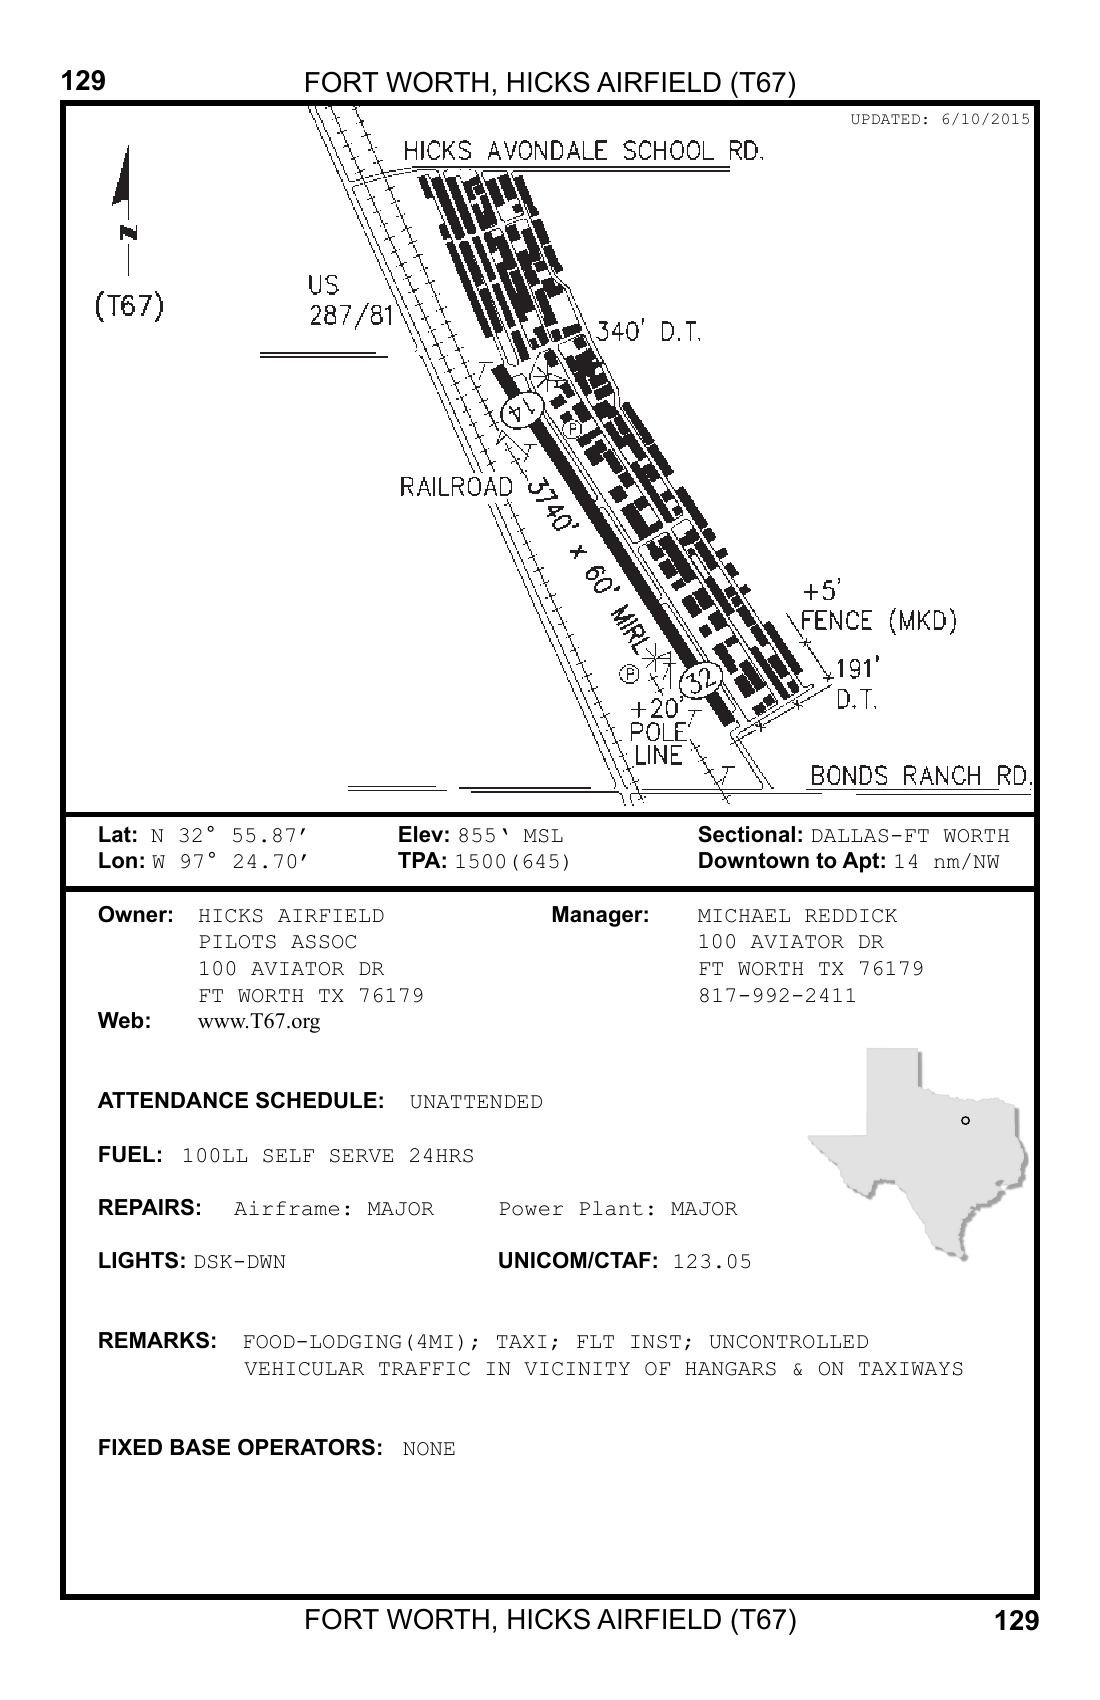 129
FORT WORTH, HICKS AIRFIELD (T67)
UPDATED: 6/10/2015
HICKS AVONDALE SCHOOL RD.
N
(T67)
US
287/81
340' D.T.
14
P
RAILROAD
3740' x 60' MIRL
+5'
FENCE (MKD)
191'
D.T.
P
32
+20'
POLE
LINE
BONDS RANCH RD.
Lat: N 32° 55.87′ Elev: 855‘ MSL Sectional: DALLAS-FT WORTH
Lon: W 97° 24.70′ TPA: 1500(645) Downtown to Apt: 14 nm/NW
Owner: HICKS AIRFIELD Manager: MICHAEL REDDICK
PILOTS ASSOC 100 AVIATOR DR
100 AVIATOR DR FT WORTH TX 76179
FT WORTH TX 76179 817-992-2411
Web: www.T67.org
ATTENDANCE SCHEDULE: UNATTENDED
FUEL: 100LL SELF SERVE 24HRS
REPAIRS: Airframe: MAJOR Power Plant: MAJOR
LIGHTS: DSK-DWN UNICOM/CTAF: 123.05
REMARKS: FOOD-LODGING(4MI); TAXI; FLT INST; UNCONTROLLED
VEHICULAR TRAFFIC IN VICINITY OF HANGARS & ON TAXIWAYS
FIXED BASE OPERATORS: NONE
FORT WORTH, HICKS AIRFIELD (T67)
129